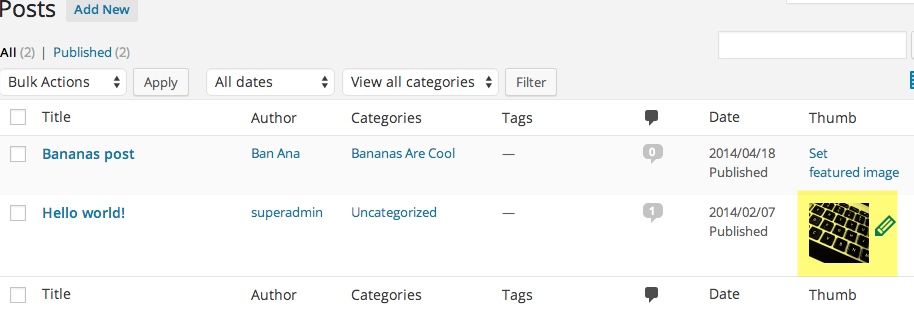 Posts Add New
All (2) | Published (2)
Bulk Actions Apply All dates View all categories Filter
Title Author Categories Tags Date Thumb
Bananas post Ban Ana Bananas Are Cool — 0 2014/04/18 Set
Published featured image
Hello world! superadmin Uncategorized — 1 2014/02/07
Published
Title Author Categories Tags Date Thumb